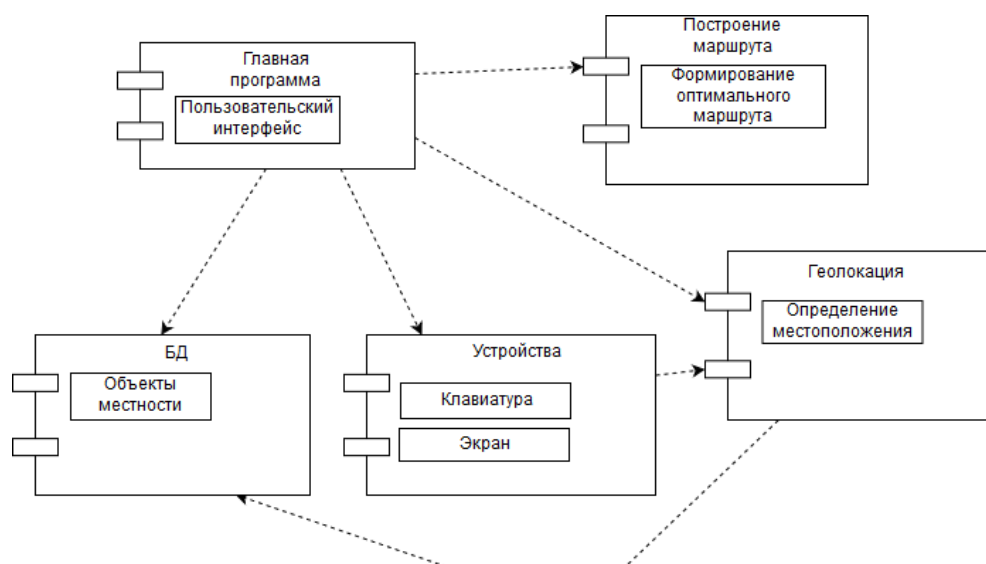 Главная
программа
Пользовательский
интерфейс
Построение
маршрута
Формирование
оптимального
маршрута
Геолокация
Определение
местоположения
БД
Объекты
местности
Устройства
Клавиатура
Экран